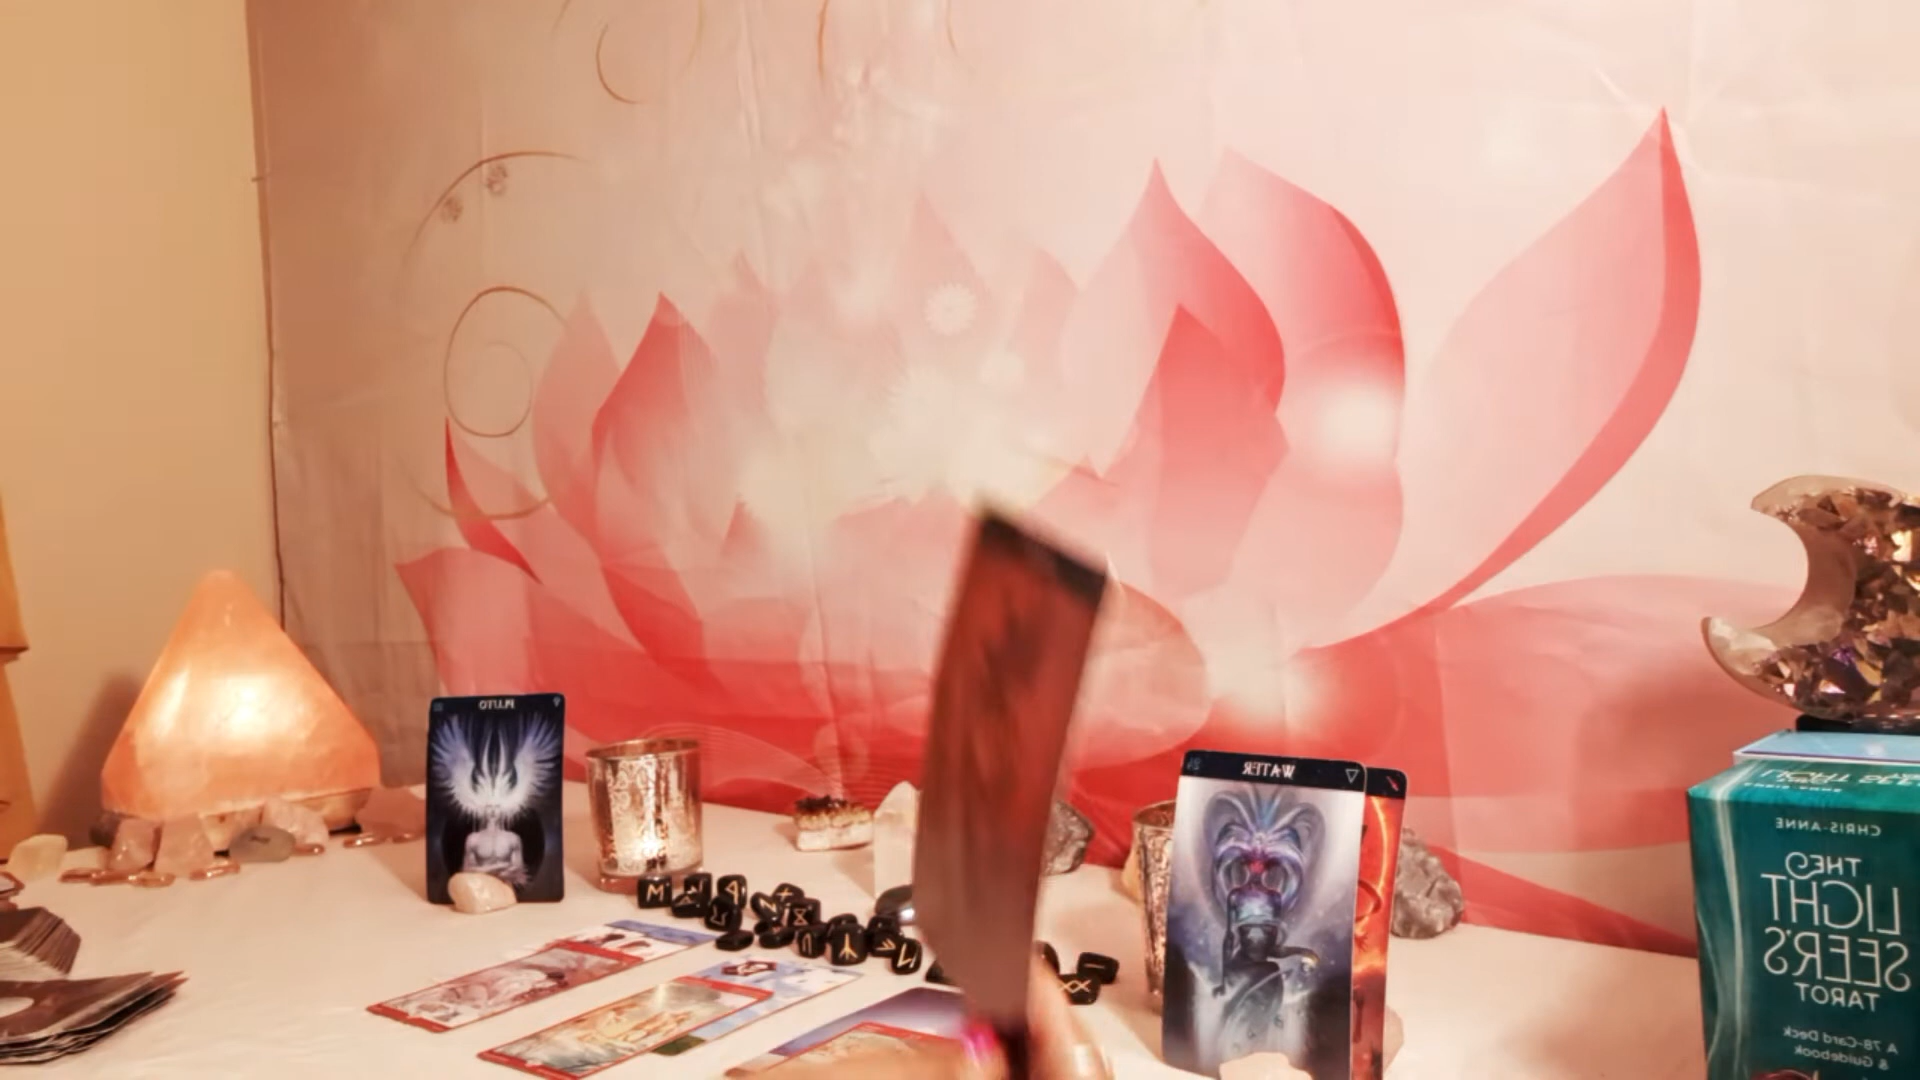 PLUTO
WATER
CHRIS-ANNE
THE
LIGHT
SEER'S
TAROT
A 78-Card Deck
& Guidebook